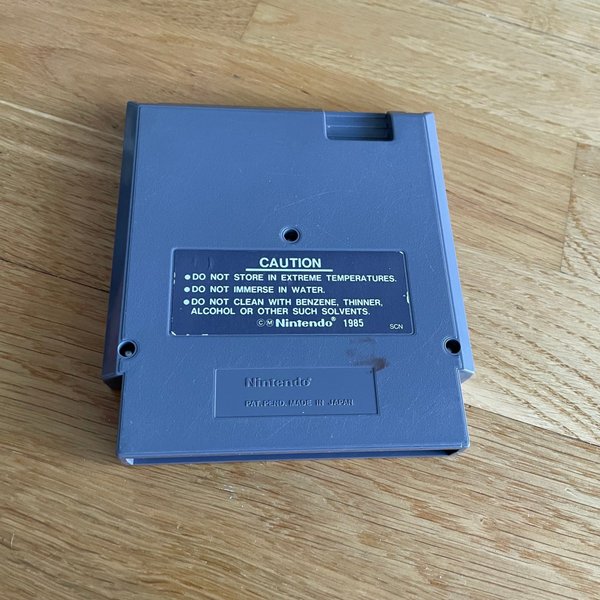 CAUTION
●DO NOT STORE IN EXTREME TEMPERATURES.
●DO NOT IMMERSE IN WATER.
●DO NOT CLEAN WITH BENZENE, THINNER,
ALCOHOL OR OTHER SUCH SOLVENTS.
©Ⓜ Nintendo® 1985 SCN
Nintendo®
PAT.PEND. MADE IN JAPAN